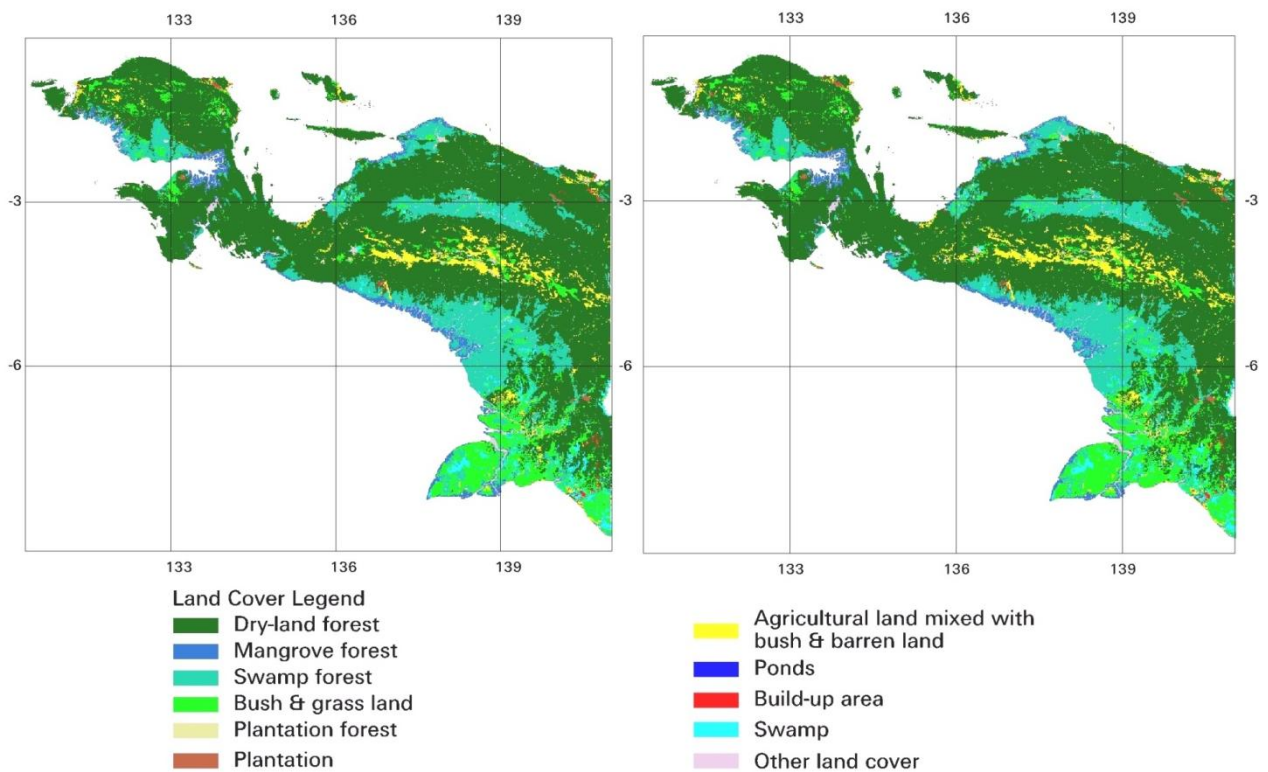 133 136 139 133 136 139
-3 -3
-6 -6
133 136 139 133 136 139
Land Cover Legend
Dry-land forest
Mangrove forest
Swamp forest
Bush & grass land
Plantation forest
Plantation
Agricultural land mixed with
bush & barren land
Ponds
Build-up area
Swamp
Other land cover